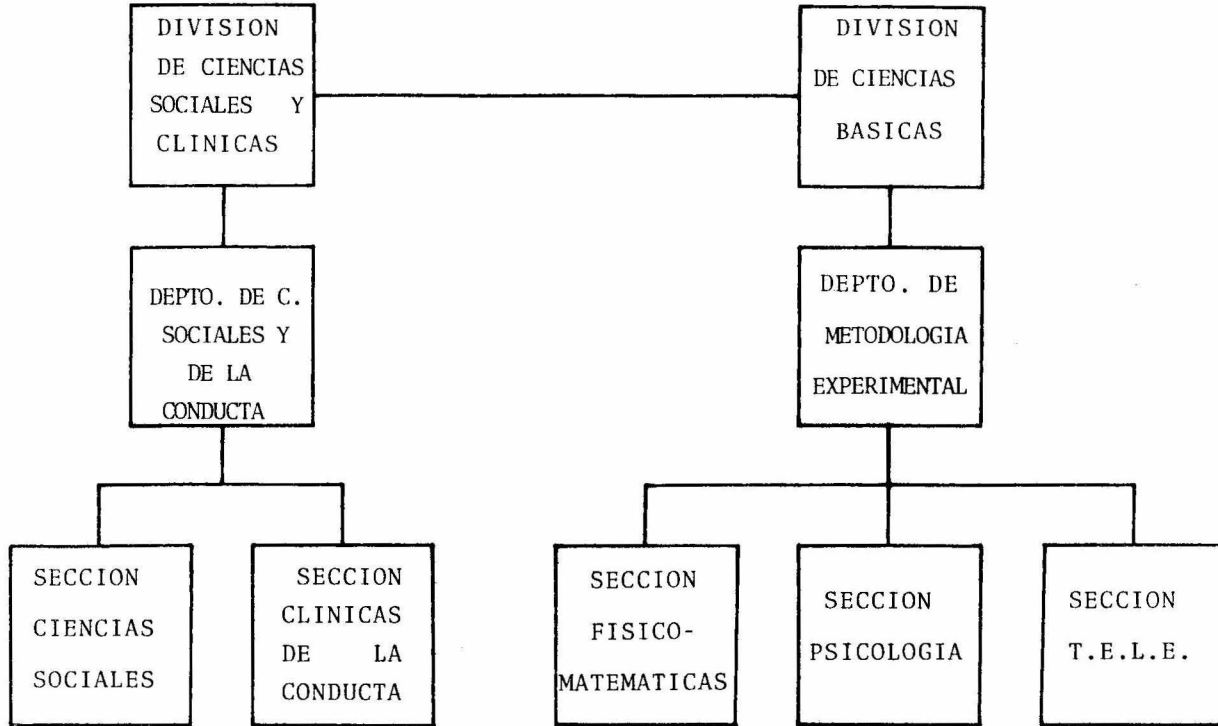 DIVISION
DE CIENCIAS
SOCIALES Y
CLINICAS
DIVISION
DE CIENCIAS
BASICAS
DEPTO. DE C.
SOCIALES Y
DE LA
CONDUCTA
DEPTO. DE
METODOLOGIA
EXPERIMENTAL
SECCION
CIENCIAS
SOCIALES
SECCION
CLINICAS
DE LA
CONDUCTA
SECCION
FISICO-
MATEMATICAS
SECCION
PSICOLOGIA
SECCION
T.E.L.E.